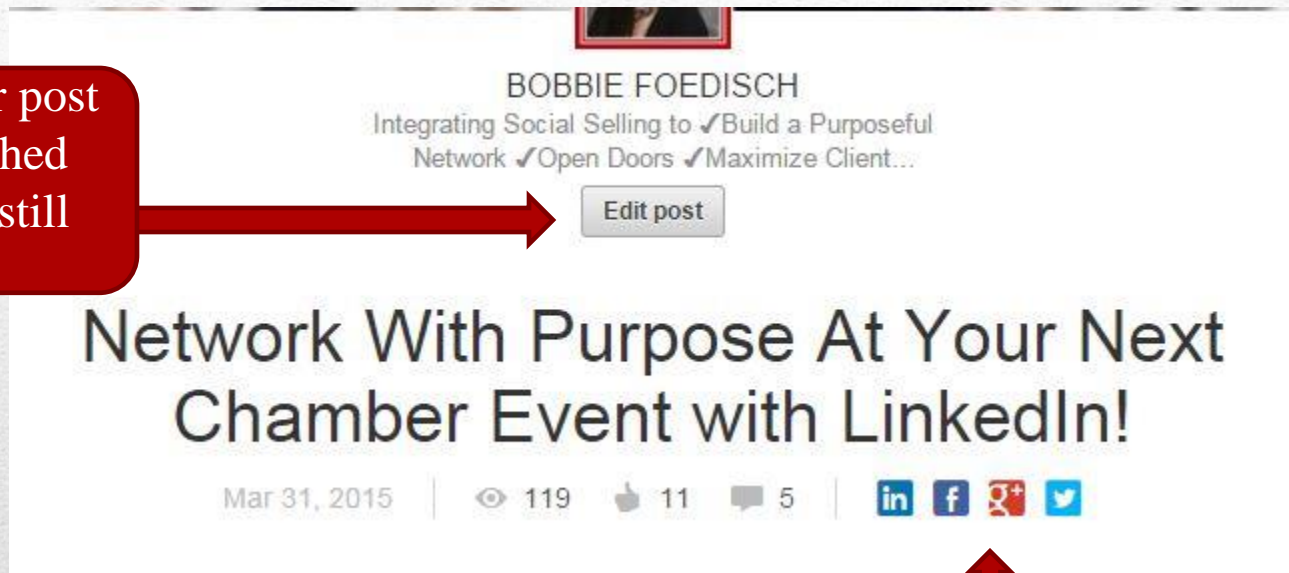 r post
hed
still
BOBBIE FOEDISCH
Integrating Social Selling to ✓Build a Purposeful
Network ✓Open Doors ✓Maximize Client...
Edit post
Network With Purpose At Your Next
Chamber Event with LinkedIn!
Mar 31, 2015 119 11 5 in f g+